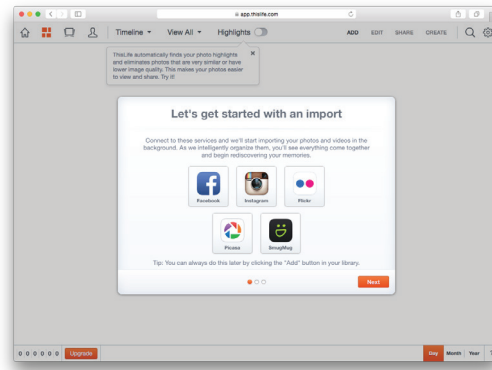 app.thislife.com
Timeline View All Highlights ADD EDIT SHARE CREATE
ThisLife automatically finds your photo highlights
and eliminates photos that are very similar or have
lower image quality. This makes your photos easier
to view and share. Try it!
Let's get started with an import
Connect to these services and we'll start importing your photos and videos in the
background. As we intelligently organize them, you'll see everything come together
and begin rediscovering your memories.
Facebook Instagram Flickr
Picasa SmugMug
Tip: You can always do this later by clicking the "Add" button in your library.
Next
0 0 0 0 0 0 Upgrade Day Month Year